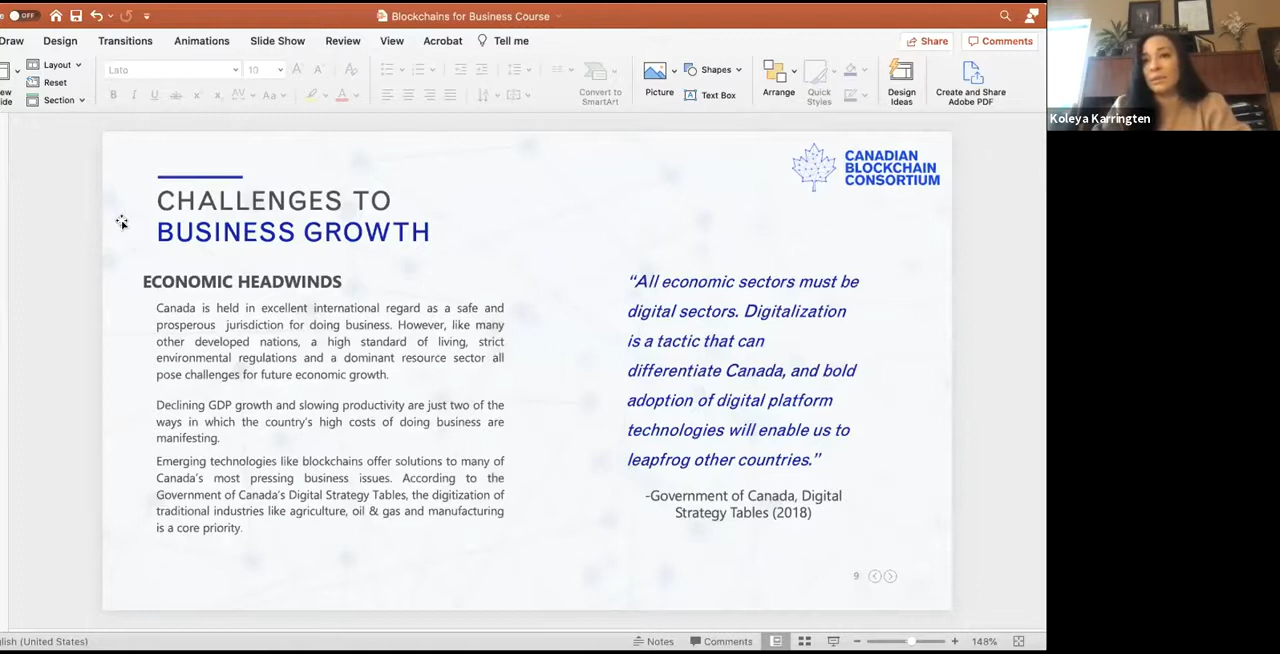 OFF
Blockchains for Business Course
Draw Design Transitions Animations Slide Show Review View Acrobat Tell me
Share Comments
Layout
Reset
Section
Lato 10
Convert to
SmartArt
Picture
Shapes
Text Box
Arrange
Quick
Styles
Design
Ideas
Create and Share
Adobe PDF
Koleya Karringten
CANADIAN
BLOCKCHAIN
CONSORTIUM
CHALLENGES TO
BUSINESS GROWTH
ECONOMIC HEADWINDS
Canada is held in excellent international regard as a safe and
prosperous jurisdiction for doing business. However, like many
other developed nations, a high standard of living, strict
environmental regulations and a dominant resource sector all
pose challenges for future economic growth.
Declining GDP growth and slowing productivity are just two of the
ways in which the country's high costs of doing business are
manifesting.
Emerging technologies like blockchains offer solutions to many of
Canada's most pressing business issues. According to the
Government of Canada's Digital Strategy Tables, the digitization of
traditional industries like agriculture, oil & gas and manufacturing
is a core priority.
“All economic sectors must be
digital sectors. Digitalization
is a tactic that can
differentiate Canada, and bold
adoption of digital platform
technologies will enable us to
leapfrog other countries.”
-Government of Canada, Digital
Strategy Tables (2018)
9
lish (United States)
Notes Comments 148%